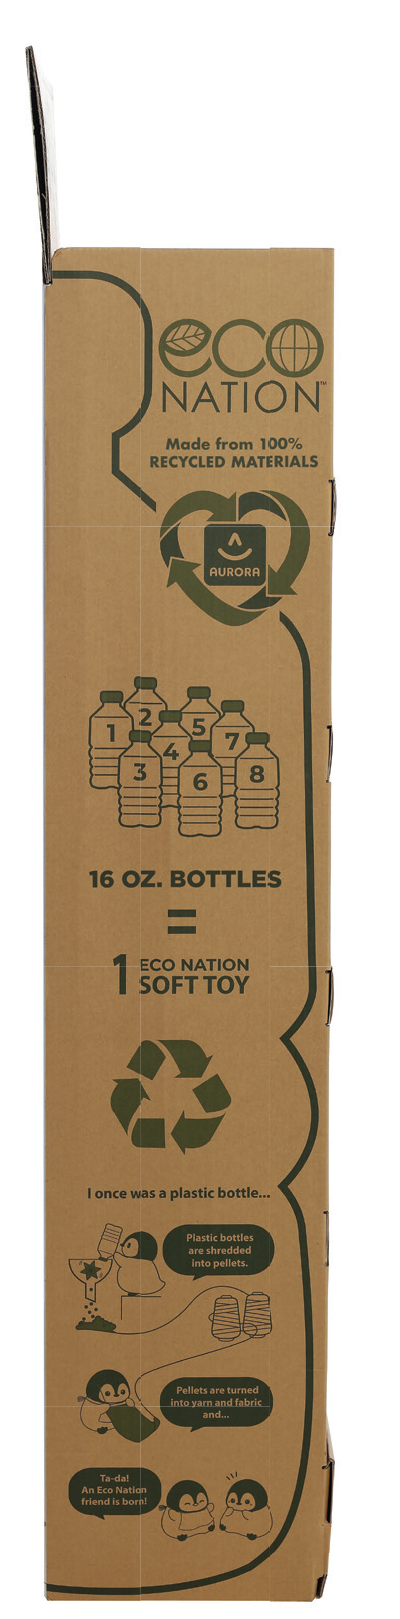 eco
NATION™
Made from 100%
RECYCLED MATERIALS
AURORA
1
2
3
4
5
6
7
8
16 OZ. BOTTLES
=
1 ECO NATION
SOFT TOY
I once was a plastic bottle...
Plastic bottles
are shredded
into pellets.
Pellets are turned
into yarn and fabric
and...
Ta-da!
An Eco Nation
friend is born!